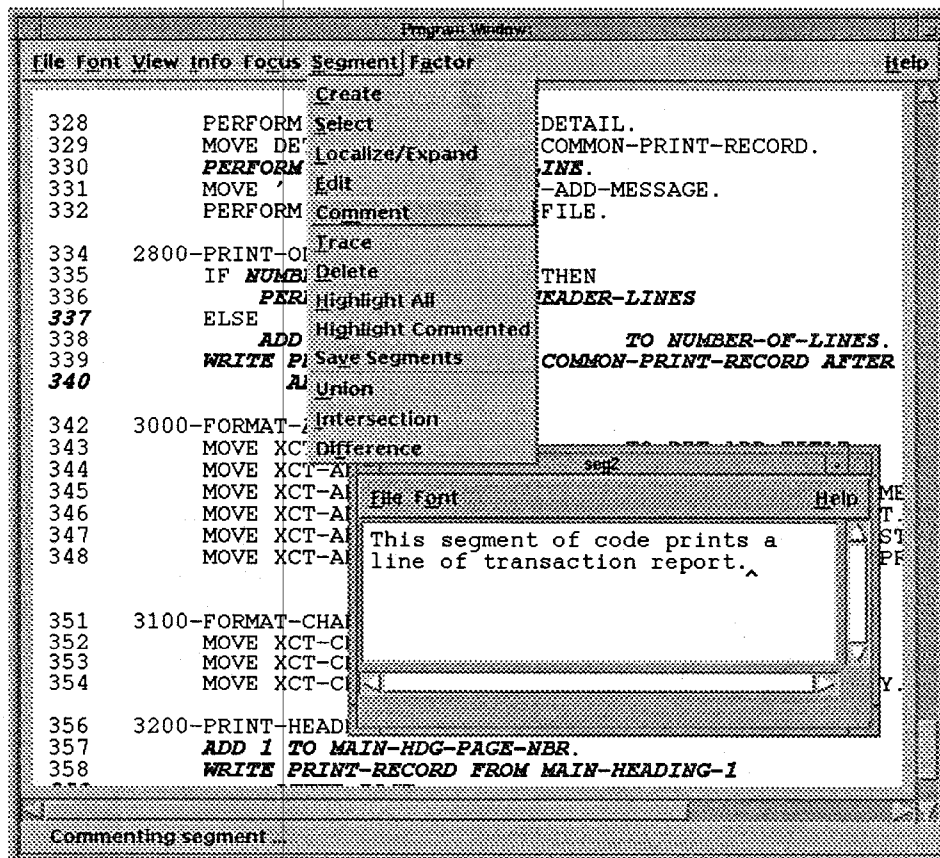 Program Window
File Font View Info Focus Segment Factor Help
Create
Select
Localize/Expand
Edit
Comment
Trace
Delete
Highlight All
Highlight Commented
Save Segments
Union
Intersection
Difference
328 PERFORM DETAIL.
329 MOVE DE COMMON-PRINT-RECORD.
330 PERFORM LINE.
331 MOVE ' -ADD-MESSAGE.
332 PERFORM FILE.
334 2800-PRINT-O
335 IF NUMB THEN
336 PER EADER-LINES
337 ELSE
338 ADD TO NUMBER-OF-LINES.
339 WRITE P COMMON-PRINT-RECORD AFTER
340 A
342 3000-FORMAT-A
343 MOVE XCT
344 MOVE XCT-A
345 MOVE XCT-A ME
346 MOVE XCT-A T.
347 MOVE XCT-A ST
348 MOVE XCT-A PR
351 3100-FORMAT-CHA
352 MOVE XCT-C
353 MOVE XCT-C
354 MOVE XCT-C Y.
356 3200-PRINT-HEAD
357 ADD 1 TO MAIN-HDG-PAGE-NBR.
358 WRITE PRINT-RECORD FROM MAIN-HEADING-1
seg2
File Font Help
This segment of code prints a
line of transaction report.
Commenting segment ...